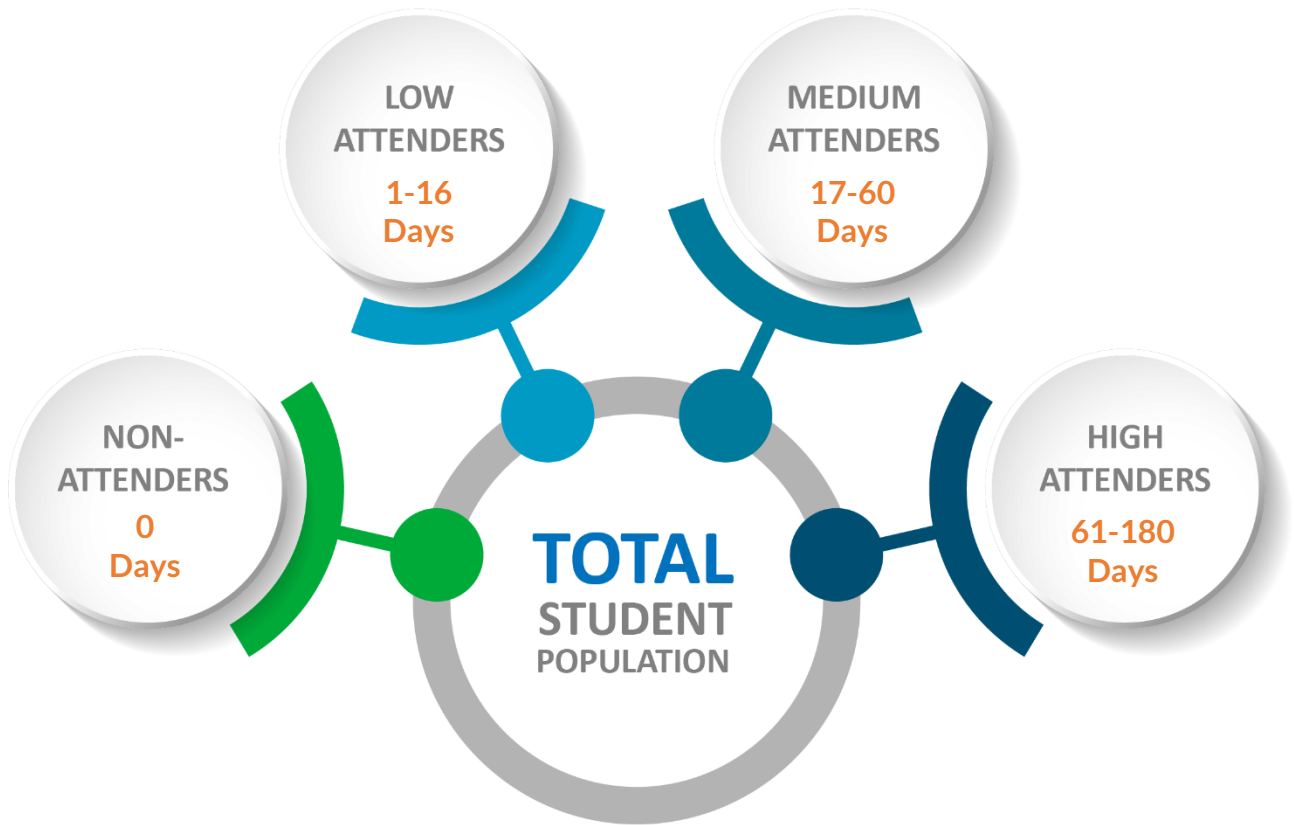 LOW
ATTENDERS
1-16
Days
MEDIUM
ATTENDERS
17-60
Days
NON-
ATTENDERS
0
Days
HIGH
ATTENDERS
61-180
Days
TOTAL
STUDENT
POPULATION